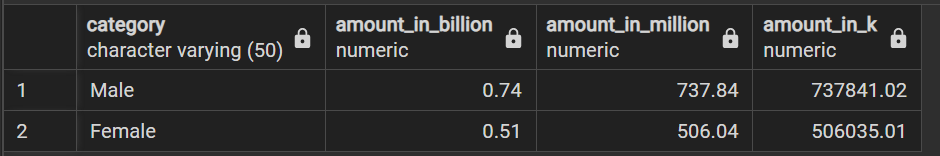 category amount_in_billion amount_in_million amount_in_k
character varying (50) numeric numeric numeric
1 Male 0.74 737.84 737841.02
2 Female 0.51 506.04 506035.01